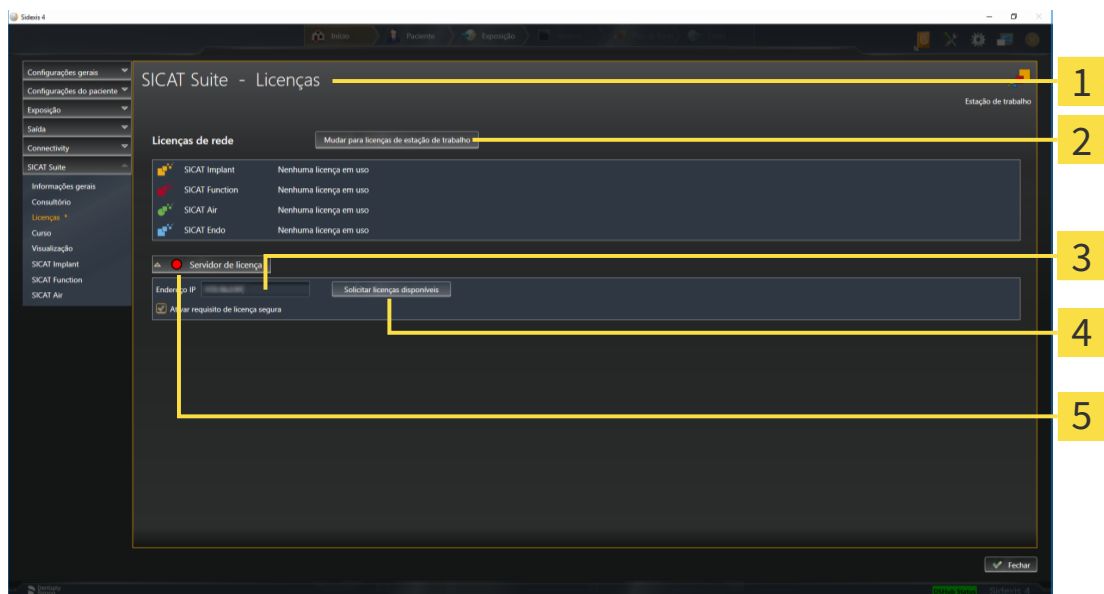 Sidexis 4
Início
Paciente
Exposição
Configurações gerais
Configurações do paciente
Exposição
Saída
Connectivity
SICAT Suite
Informações gerais
Consultório
Licenças *
Curso
Visualização
SICAT Implant
SICAT Function
SICAT Air
SICAT Suite - Licenças
Estação de trabalho
Licenças de rede
Mudar para licenças de estação de trabalho
SICAT Implant Nenhuma licença em uso
SICAT Function Nenhuma licença em uso
SICAT Air Nenhuma licença em uso
SICAT Endo Nenhuma licença em uso
Servidor de licença
Endereço IP
Solicitar licenças disponíveis
Ativar requisito de licença segura
1
2
3
4
5
Fechar
Sidexis 4